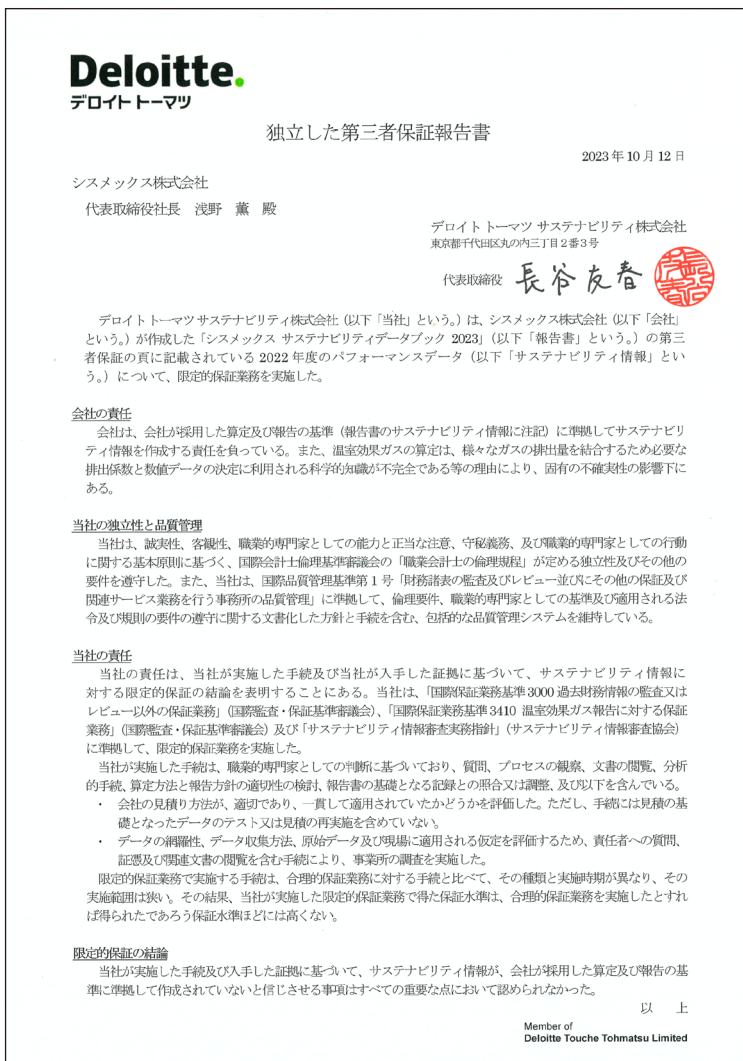 Deloitte.
デロイト トーマツ
独立した第三者保証報告書
2023年10月12日
シスメックス株式会社
代表取締役社長　浅野　薫　殿
デロイト トーマツ サステナビリティ株式会社
東京都千代田区丸の内三丁目2番3号
代表取締役　長谷友春
デロイト トーマツ サステナビリティ株式会社（以下「当社」という。）は、シスメックス株式会社（以下「会社」
という。）が作成した「シスメックス サステナビリティデータブック 2023」（以下「報告書」という。）の第三
者保証の頁に記載されている 2022 年度のパフォーマンスデータ（以下「サステナビリティ情報」とい
う。）について、限定的保証業務を実施した。
会社の責任
会社は、会社が採用した算定及び報告の基準（報告書のサステナビリティ情報に注記）に準拠してサステナビリ
ティ情報を作成する責任を負っている。また、温室効果ガスの算定は、様々なガスの排出量を結合するため必要な
排出係数と数値データの決定に利用される科学的知識が不完全である等の理由により、固有の不確実性の影響下に
ある。
当社の独立性と品質管理
当社は、誠実性、客観性、職業的専門家としての能力と正当な注意、守秘義務、及び職業的専門家としての行動
に関する基本原則に基づく、国際会計士倫理基準審議会の「職業会計士の倫理規程」が定める独立性及びその他の
要件を遵守した。また、当社は、国際品質管理基準第1号「財務諸表の監査及びレビュー並びにその他の保証及び
関連サービス業務を行う事務所の品質管理」に準拠して、倫理要件、職業的専門家としての基準及び適用される法
令及び規則の要件の遵守に関する文書化した方針と手続を含む、包括的な品質管理システムを維持している。
当社の責任
当社の責任は、当社が実施した手続及び当社が入手した証拠に基づいて、サステナビリティ情報に
対する限定的保証の結論を表明することにある。当社は、「国際保証業務基準3000 過去財務情報の監査又は
レビュー以外の保証業務」（国際監査・保証基準審議会）、「国際保証業務基準3410 温室効果ガス報告に対する保証
業務」（国際監査・保証基準審議会）及び「サステナビリティ情報審査実務指針」（サステナビリティ情報審査協会）
に準拠して、限定的保証業務を実施した。
当社が実施した手続は、職業的専門家としての判断に基づいており、質問、プロセスの観察、文書の閲覧、分析
的手続、算定方法と報告方針の適切性の検討、報告書の基礎となる記録との照合又は調整、及び以下を含んでいる。
・　会社の見積り方法が、適切であり、一貫して適用されていたかどうかを評価した。ただし、手続には見積の基
礎となったデータのテスト又は見積の再実施を含めていない。
・　データの網羅性、データ収集方法、原始データ及び現場に適用される仮定を評価するため、責任者への質問、
証憑及び関連文書の閲覧を含む手続により、事業所の調査を実施した。
限定的保証業務で実施する手続は、合理的保証業務に対する手続と比べて、その種類と実施時期が異なり、その
実施範囲は狭い。その結果、当社が実施した限定的保証業務で得た保証水準は、合理的保証業務を実施したとすれ
ば得られたであろう保証水準ほどには高くない。
限定的保証の結論
当社が実施した手続及び入手した証拠に基づいて、サステナビリティ情報が、会社が採用した算定及び報告の基
準に準拠して作成されていないと信じさせる事項はすべての重要な点において認められなかった。
以　上
Member of
Deloitte Touche Tohmatsu Limited